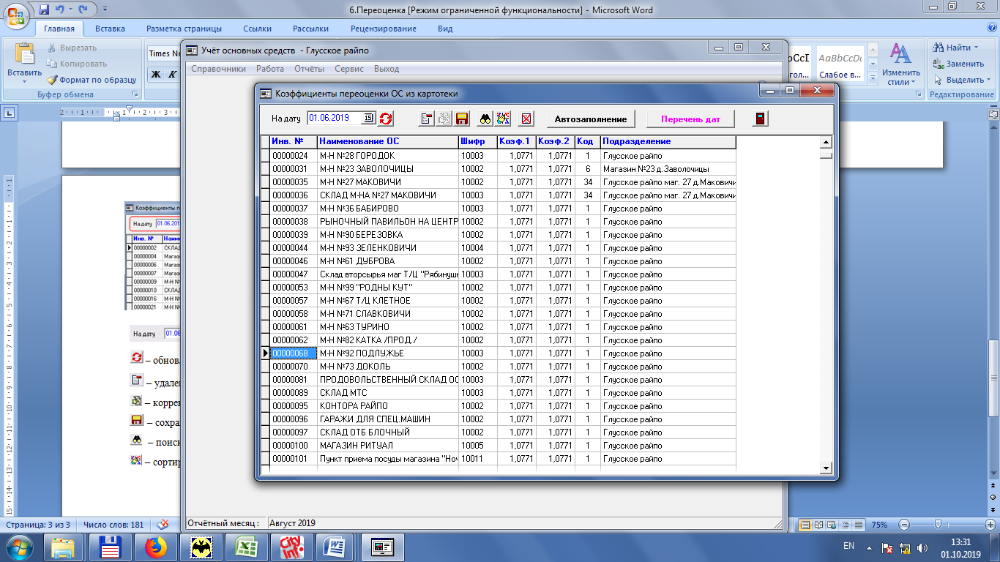 6.Переоценка [Режим ограниченной функциональности] - Microsoft Word
Главная Вставка Разметка страницы Ссылки Рассылки Рецензирование Вид
Вставить
Вырезать
Копировать
Формат по образцу
Буфер обмена
Times Ne
Ж К
AaBbCcDc
Слабое в...
Изменить стили
Найти
Заменить
Выделить
Редактирование
Учёт основных средств - Глусское райпо
Справочники Работа Отчёты Сервис Выход
Коэффициенты переоценки ОС из картотеки
На дату 01.06.2019 15 Автозаполнение Перечень дат
Инв. № Наименование ОС Шифр Коэф.1 Коэф.2 Код Подразделение
00000024 М-Н №28 ГОРОДОК 10003 1,0771 1,0771 1 Глусское райпо
00000031 М-Н №23 ЗАВОЛОЧИЦЫ 10002 1,0771 1,0771 6 Магазин №23 д.Заволочицы
00000035 М-Н №27 МАКОВИЧИ 10002 1,0771 1,0771 34 Глусское райпо маг. 27 д.Маковичи
00000036 СКЛАД М-НА №27 МАКОВИЧИ 10003 1,0771 1,0771 34 Глусское райпо маг. 27 д.Маковичи
00000037 М-Н №36 БАБИРОВО 10002 1,0771 1,0771 1 Глусское райпо
00000038 РЫНОЧНЫЙ ПАВИЛЬОН НА ЦЕНТР 10002 1,0771 1,0771 1 Глусское райпо
00000039 М-Н №90 БЕРЕЗОВКА 10002 1,0771 1,0771 1 Глусское райпо
00000044 М-Н №93 ЗЕЛЕНКОВИЧИ 10004 1,0771 1,0771 1 Глусское райпо
00000046 М-Н №61 ДУБРОВА 10002 1,0771 1,0771 1 Глусское райпо
00000047 Склад вторсырья маг Т/Ц "Рябинушк 10003 1,0771 1,0771 1 Глусское райпо
00000053 М-Н №99 "РОДНЫ КУТ" 10002 1,0771 1,0771 1 Глусское райпо
00000057 М-Н №67 Т/Ц КЛЕТНОЕ 10002 1,0771 1,0771 1 Глусское райпо
00000058 М-Н №71 СЛАВКОВИЧИ 10002 1,0771 1,0771 1 Глусское райпо
00000061 М-Н №63 ТУРИНО 10002 1,0771 1,0771 1 Глусское райпо
00000062 М-Н №82 КАТКА /ПРОД./ 10002 1,0771 1,0771 1 Глусское райпо
00000068 М-Н №92 ПОДЛУЖЬЕ 10003 1,0771 1,0771 1 Глусское райпо
00000070 М-Н №73 ДОКОЛЬ 10002 1,0771 1,0771 1 Глусское райпо
00000081 ПРОДОВОЛЬСТВЕННЫЙ СКЛАД ОС 10003 1,0771 1,0771 1 Глусское райпо
00000089 СКЛАД МТС 10003 1,0771 1,0771 1 Глусское райпо
00000095 КОНТОРА РАЙПО 10002 1,0771 1,0771 1 Глусское райпо
00000096 ГАРАЖИ ДЛЯ СПЕЦ.МАШИН 10002 1,0771 1,0771 1 Глусское райпо
00000097 СКЛАД ОТБ БЛОЧНЫЙ 10002 1,0771 1,0771 1 Глусское райпо
00000100 МАГАЗИН РИТУАЛ 10005 1,0771 1,0771 1 Глусское райпо
00000101 Пункт приема посуды магазина "Ноч 10011 1,0771 1,0771 1 Глусское райпо
Коэффициенты п
На дату 01.06.201
Инв. № Наиме
00000002 СКЛАД
00000004 Магази
00000006 Магази
00000007 Магази
00000009 М-Н №
00000010 СКЛАД
00000016 М-Н №
00000021 М-Н №
На дату 01.06
– обнов
– удале
– коррек
– сохра
– поиск
– сортир
Отчётный месяц : Август 2019
Страница: 3 из 3 Число слов: 181 75%
City inf
EN 13:31
01.10.2019